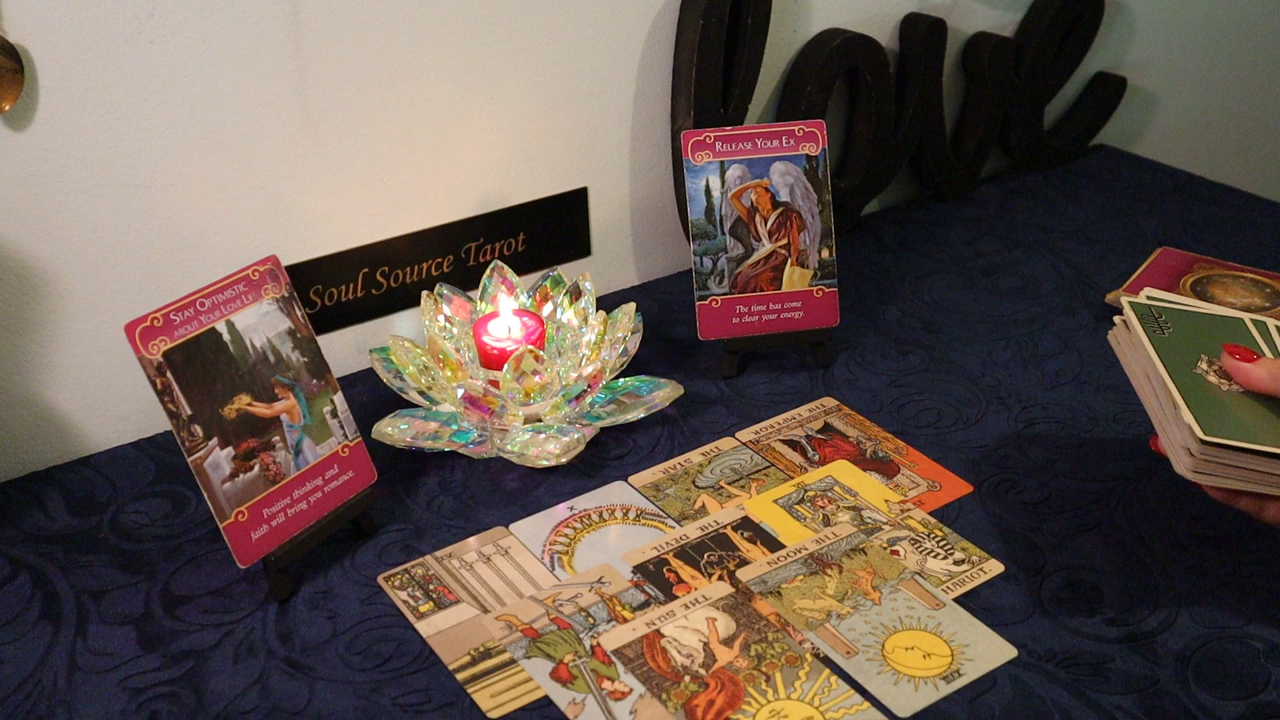 love
RELEASE YOUR EX
The time has come
to clear your energy.
Soul Source Tarot
STAY OPTIMISTIC
ABOUT YOUR LOVE LIFE
Positive thinking and
faith will bring you romance.
THE EMPEROR
THE STAR
X
THE DEVIL
THE MOON
HARIOT
THE SUN
XIX